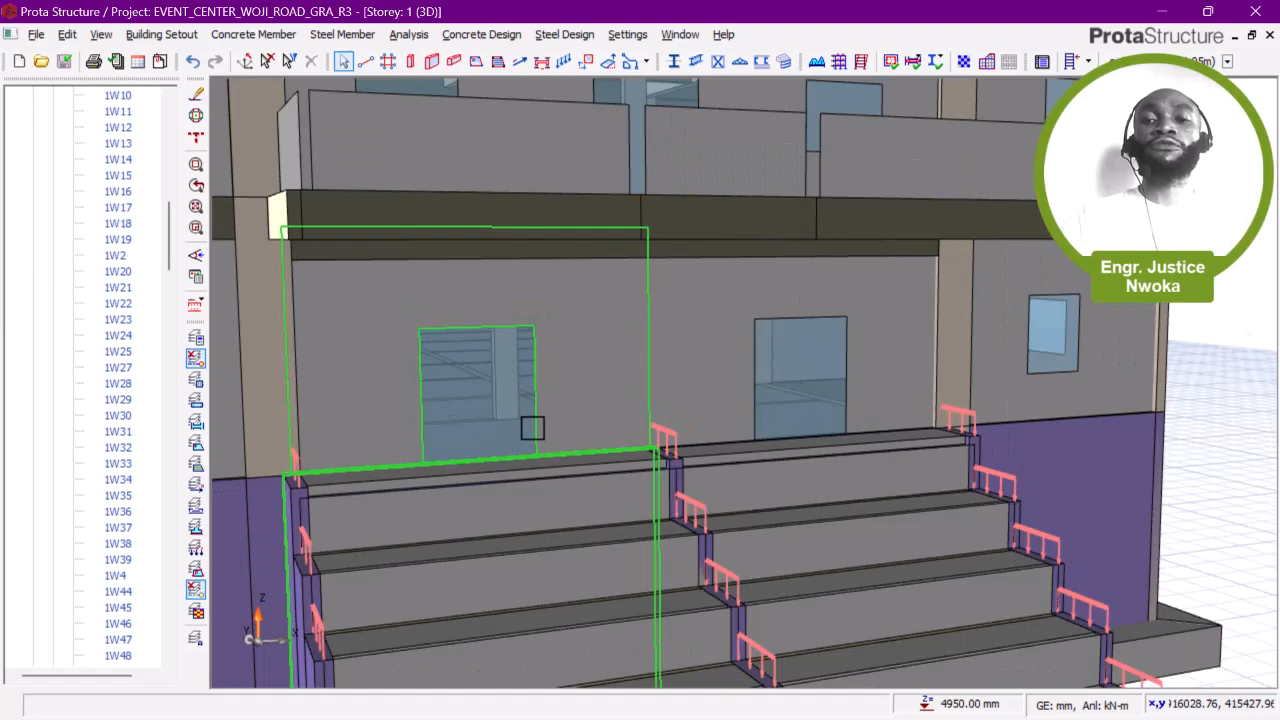 Prota Structure / Project: EVENT_CENTER_WOJI_ROAD_GRA_R3 - [Storey: 1 (3D)]
File Edit View Building Setout Concrete Member Steel Member Analysis Concrete Design Steel Design Settings Window Help
ProtaStructure
1W10
1W11
1W12
1W13
1W14
1W15
1W16
1W17
1W18
1W19
1W2
1W20
1W21
1W22
1W23
1W24
1W25
1W27
1W28
1W29
1W30
1W31
1W32
1W33
1W34
1W35
1W36
1W37
1W38
1W39
1W4
1W44
1W45
1W46
1W47
1W48
Engr. Justice
Nwoka
Z
Y
X
Z= 4950.00 mm
GE: mm, Anl: kN-m
x,y 916028.76, 415427.96